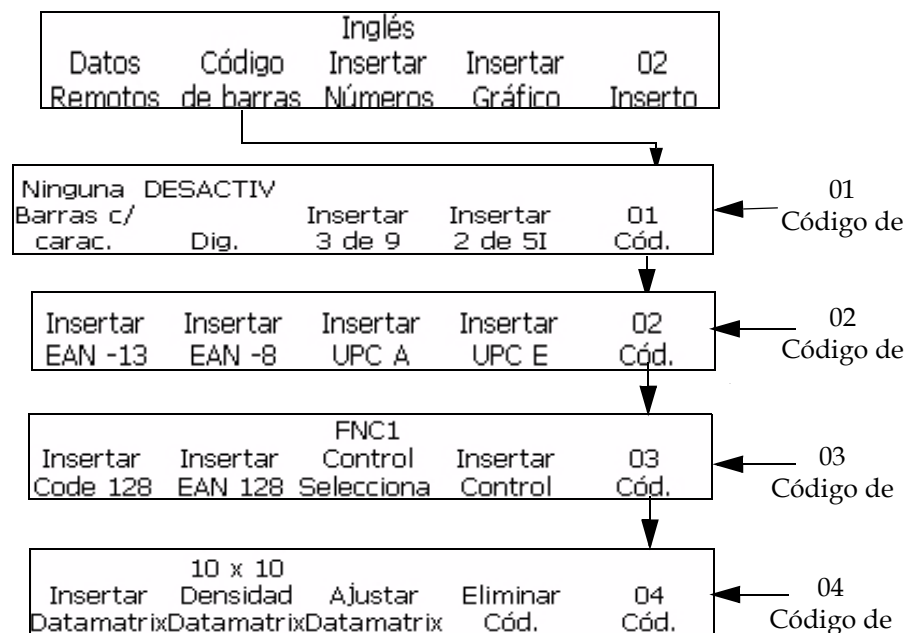 Inglés
Datos Código Insertar Insertar 02
Remotos de barras Números Gráfico Inserto
Ninguna DESACTIV
Barras c/ Insertar Insertar 01
carac. Dig. 3 de 9 2 de 5I Cód.
01
Código de
Insertar Insertar Insertar Insertar 02
EAN -13 EAN -8 UPC A UPC E Cód.
02
Código de
FNC1
Insertar Insertar Control Insertar 03
Code 128 EAN 128 Selecciona Control Cód.
03
Código de
10 x 10
Insertar Densidad Ajustar Eliminar 04
Datamatrix Datamatrix Datamatrix Cód. Cód.
04
Código de